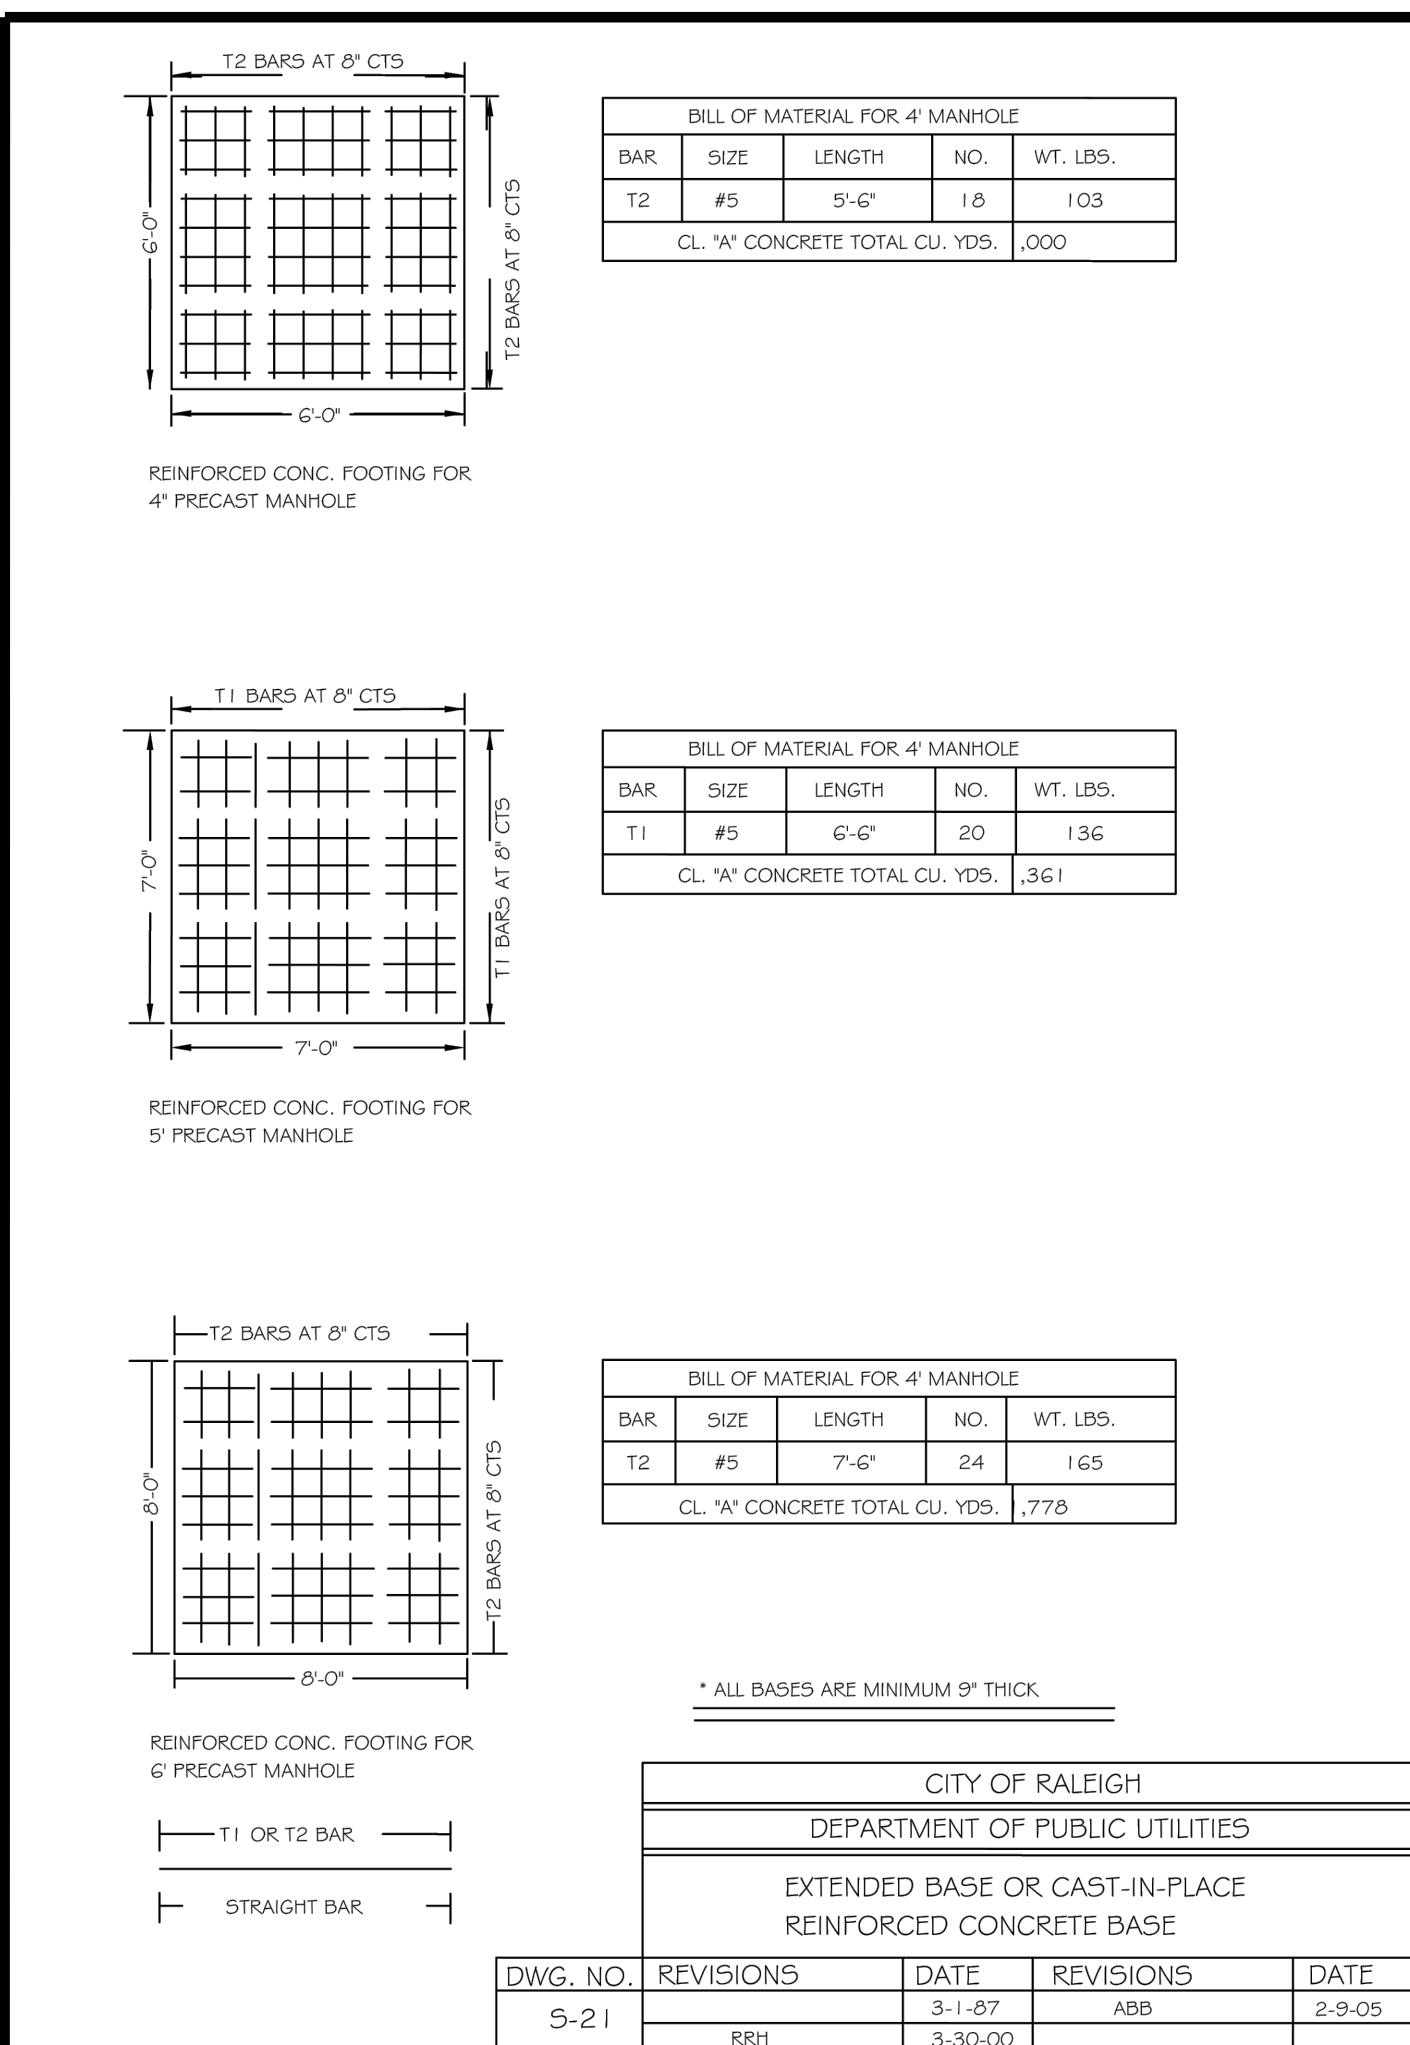 T2 BARS AT 8" CTS
6'-0"
T2 BARS AT 8" CTS
6'-0"
REINFORCED CONC. FOOTING FOR
4" PRECAST MANHOLE
BILL OF MATERIAL FOR 4' MANHOLE
BAR SIZE LENGTH NO. WT. LBS.
T2 #5 5'-6" 18 103
CL. "A" CONCRETE TOTAL CU. YDS. ,000
T1 BARS AT 8" CTS
7'-0"
T1 BARS AT 8" CTS
7'-0"
REINFORCED CONC. FOOTING FOR
5' PRECAST MANHOLE
BILL OF MATERIAL FOR 4' MANHOLE
BAR SIZE LENGTH NO. WT. LBS.
T1 #5 6'-6" 20 136
CL. "A" CONCRETE TOTAL CU. YDS. ,361
T2 BARS AT 8" CTS
8'-0"
T2 BARS AT 8" CTS
8'-0"
REINFORCED CONC. FOOTING FOR
6' PRECAST MANHOLE
BILL OF MATERIAL FOR 4' MANHOLE
BAR SIZE LENGTH NO. WT. LBS.
T2 #5 7'-6" 24 165
CL. "A" CONCRETE TOTAL CU. YDS. ,778
* ALL BASES ARE MINIMUM 9" THICK
T1 OR T2 BAR
STRAIGHT BAR
CITY OF RALEIGH
DEPARTMENT OF PUBLIC UTILITIES
EXTENDED BASE OR CAST-IN-PLACE
REINFORCED CONCRETE BASE
DWG. NO. REVISIONS DATE REVISIONS DATE
S-21 3-1-87 ABB 2-9-05
RRH 3-30-00